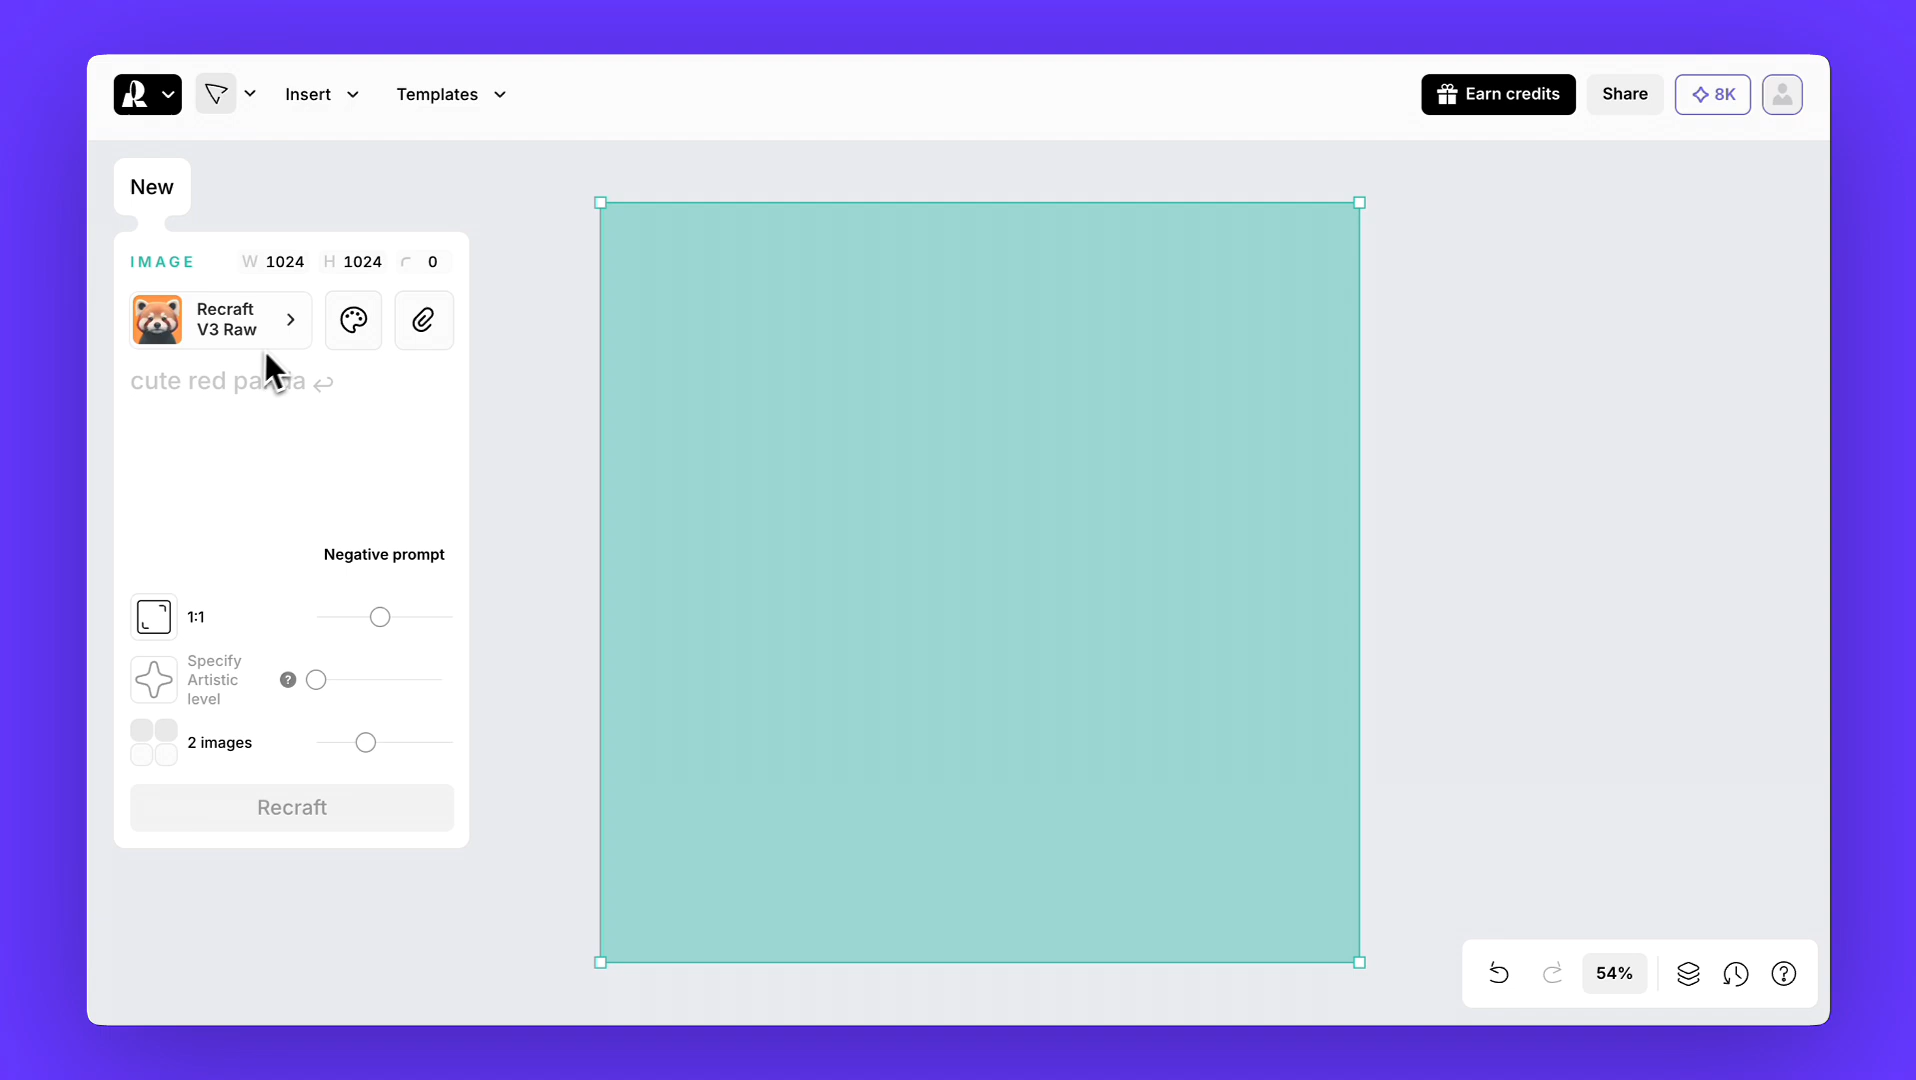 Insert
Templates
Earn credits
Share
8K
New
IMAGE W 1024 H 1024 0
Recraft
V3 Raw
cute red panda
Negative prompt
1:1
Specify
Artistic
level
?
2 images
Recraft
54%
?